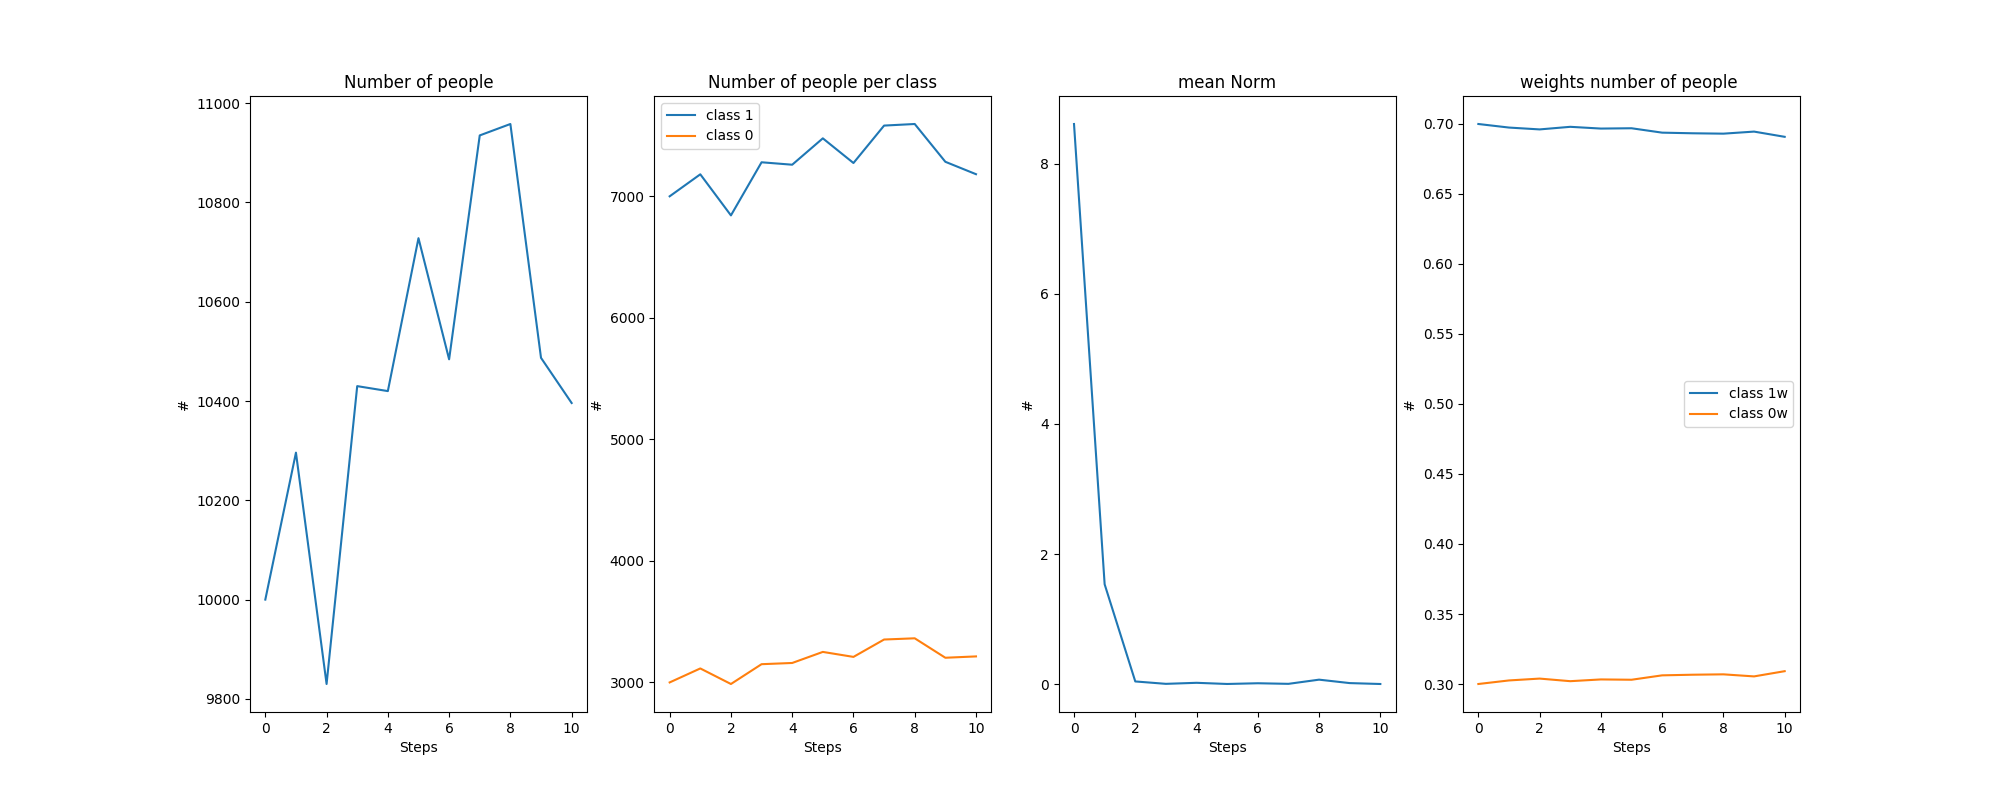 Number of people
11000
10800
10600
10400
10200
10000
9800
#
0 2 4 6 8 10
Steps
Number of people per class
class 1
class 0
7000
6000
5000
4000
3000
#
0 2 4 6 8 10
Steps
mean Norm
8
6
4
2
0
#
0 2 4 6 8 10
Steps
weights number of people
0.70
0.65
0.60
0.55
0.50
0.45
0.40
0.35
0.30
#
class 1w
class 0w
0 2 4 6 8 10
Steps